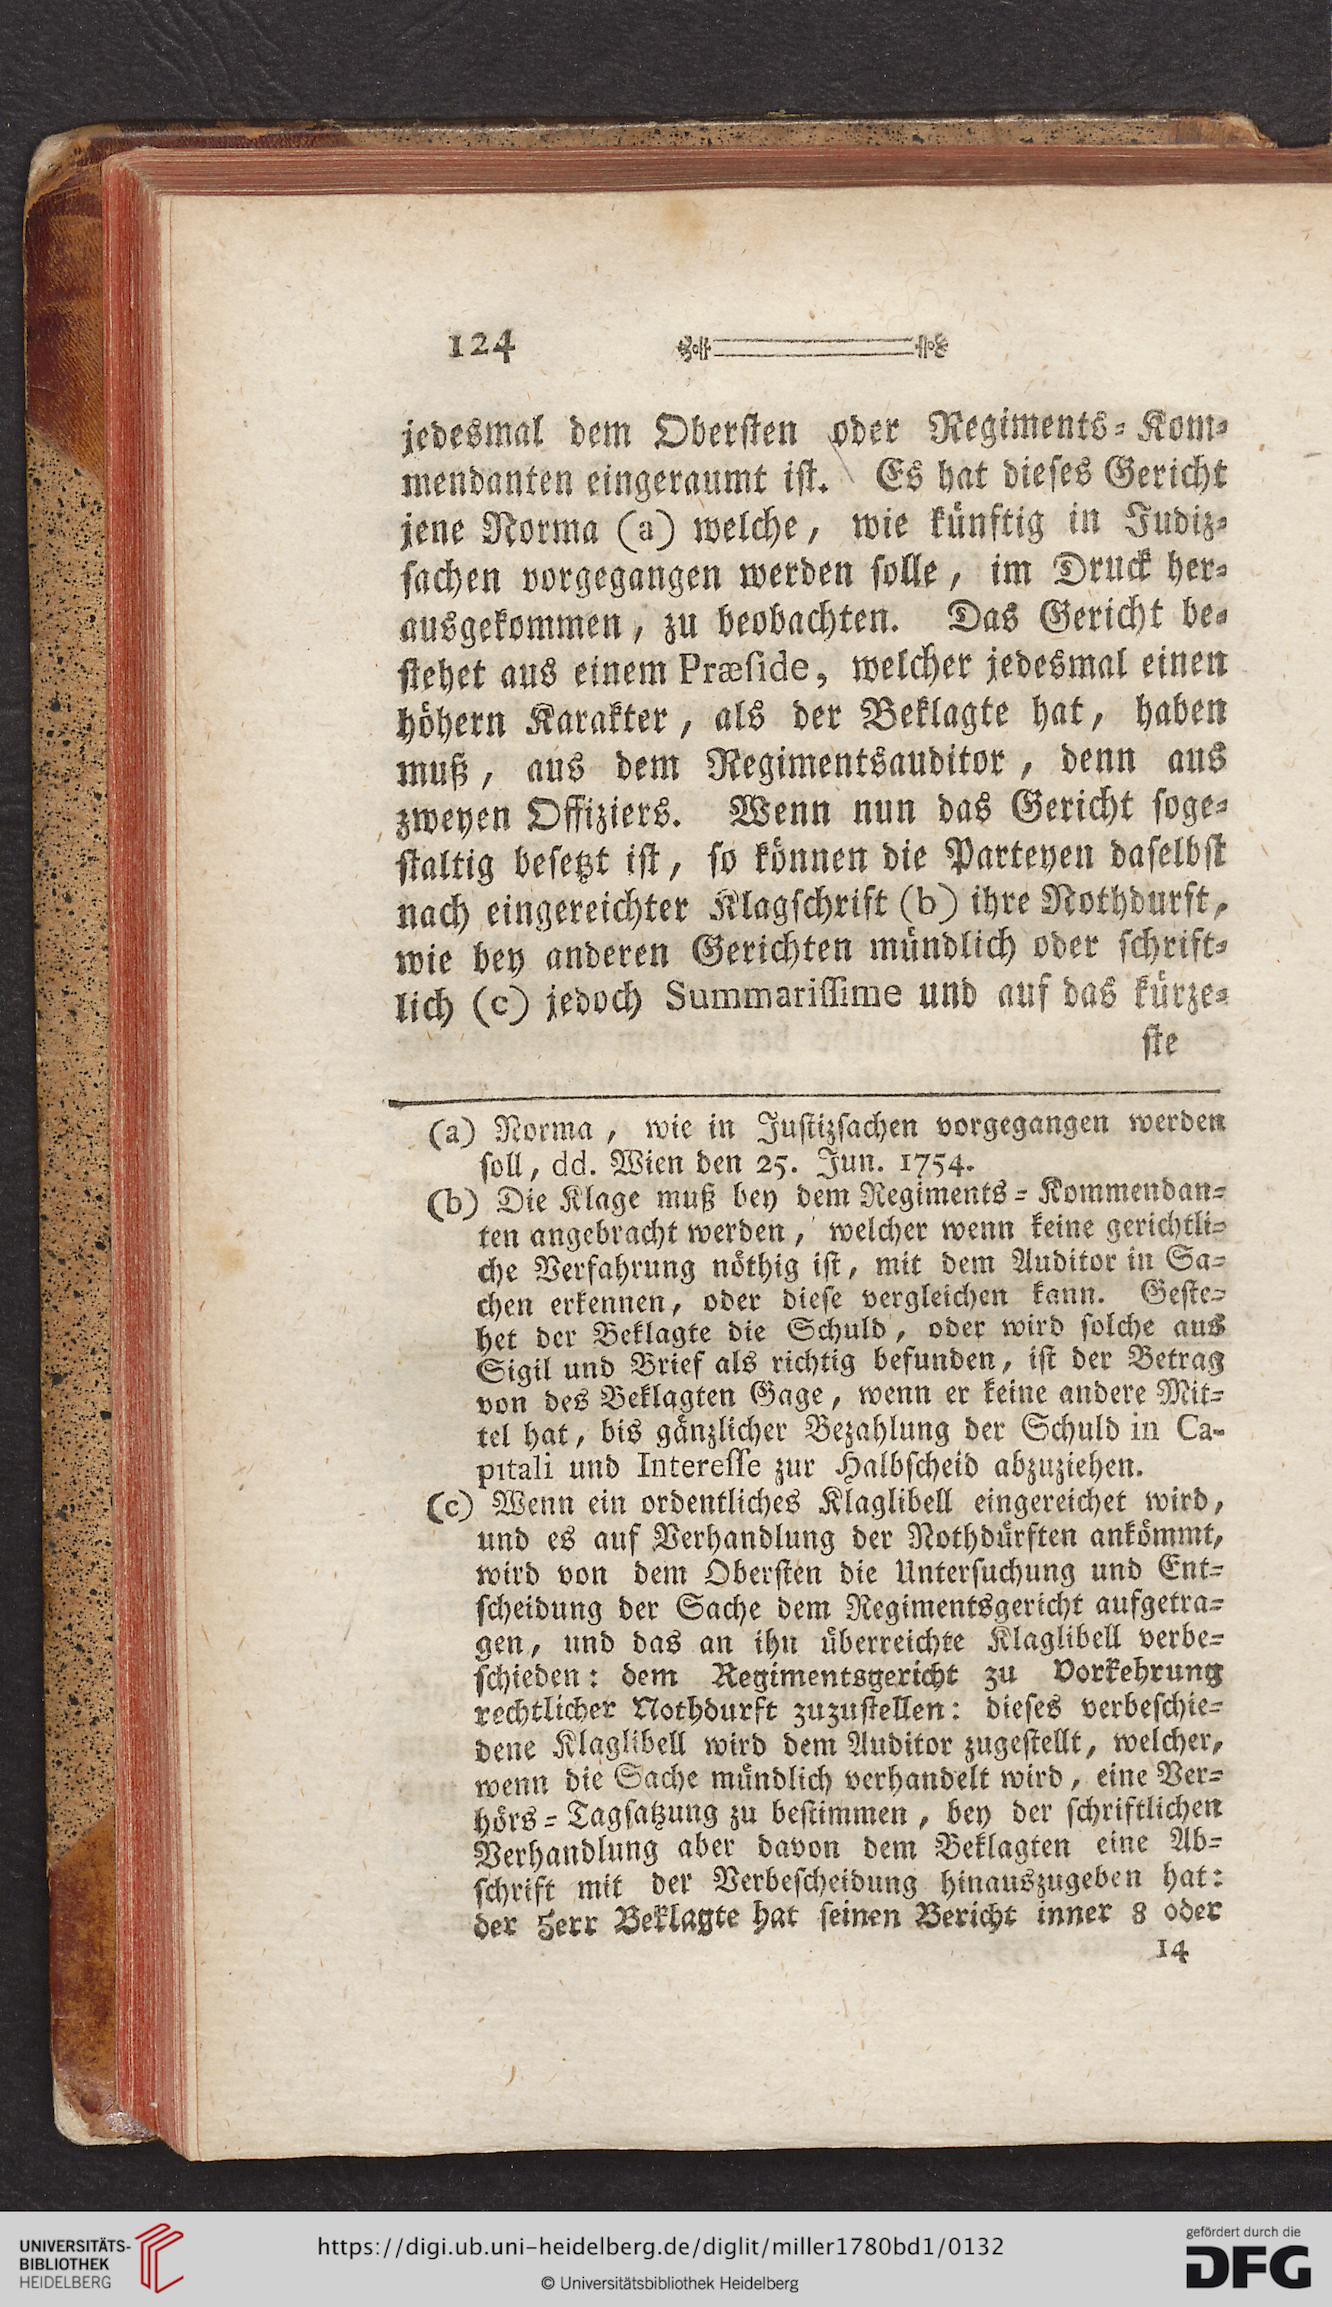 124
jedesmal dem Obersten oder Regiments-Kom-
mendanten eingeraumt ist. Es hat dieses Gericht
jene Norma (a) welche, wie künftig in Judiz-
sachen vorgegangen werden solle, im Druck her-
ausgekommen, zu beobachten. Das Gericht be-
stehet aus einem Præside, welcher jedesmal einen
höhern Karakter, als der Beklagte hat, haben
muß, aus dem Regimentsauditor, denn aus
zweyen Offiziers. Wenn nun das Gericht soge-
staltig besetzt ist, so können die Parteyen daselbst
nach eingereichter Klagschrift (b) ihre Nothdurft,
wie bey anderen Gerichten mündlich oder schrift-
lich (c) jedoch Summarissime und auf das kürze-
ste
(a) Norma, wie in Justizsachen vorgegangen werden
soll, dd. Wien den 25. Jun. 1754.
(b) Die Klage muß bey dem Regiments-Kommendan-
ten angebracht werden, welcher wenn keine gerichtli-
che Verfahrung nöthig ist, mit dem Auditor in Sa-
chen erkennen, oder diese vergleichen kann. Geste-
het der Beklagte die Schuld, oder wird solche aus
Sigil und Brief als richtig befunden, ist der Betrag
von des Beklagten Gage, wenn er keine andere Mit-
tel hat, bis gänzlicher Bezahlung der Schuld in Ca-
pitali und Interesse zur Halbscheid abzuziehen.
(c) Wenn ein ordentliches Klaglibell eingereichet wird,
und es auf Verhandlung der Nothdürften ankömmt,
wird von dem Obersten die Untersuchung und Ent-
scheidung der Sache dem Regimentsgericht aufgetra-
gen, und das an ihn überreichte Klaglibell verbe-
schieden: dem Regimentsgericht zu Vorkehrung
rechtlicher Nothdurft zuzustellen: dieses verbeschie-
dene Klaglibell wird dem Auditor zugestellt, welcher,
wenn die Sache mündlich verhandelt wird, eine Ver-
hörs-Tagsatzung zu bestimmen, bey der schriftlichen
Verhandlung aber davon dem Beklagten eine Ab-
schrift mit der Verbescheidung hinauszugeben hat:
der Herr Beklagte hat seinen Bericht inner 8 oder
14
UNIVERSITÄTS-
BIBLIOTHEK
HEIDELBERG
https://digi.ub.uni-heidelberg.de/diglit/miller1780bd1/0132
© Universitätsbibliothek Heidelberg
gefördert durch die
DFG